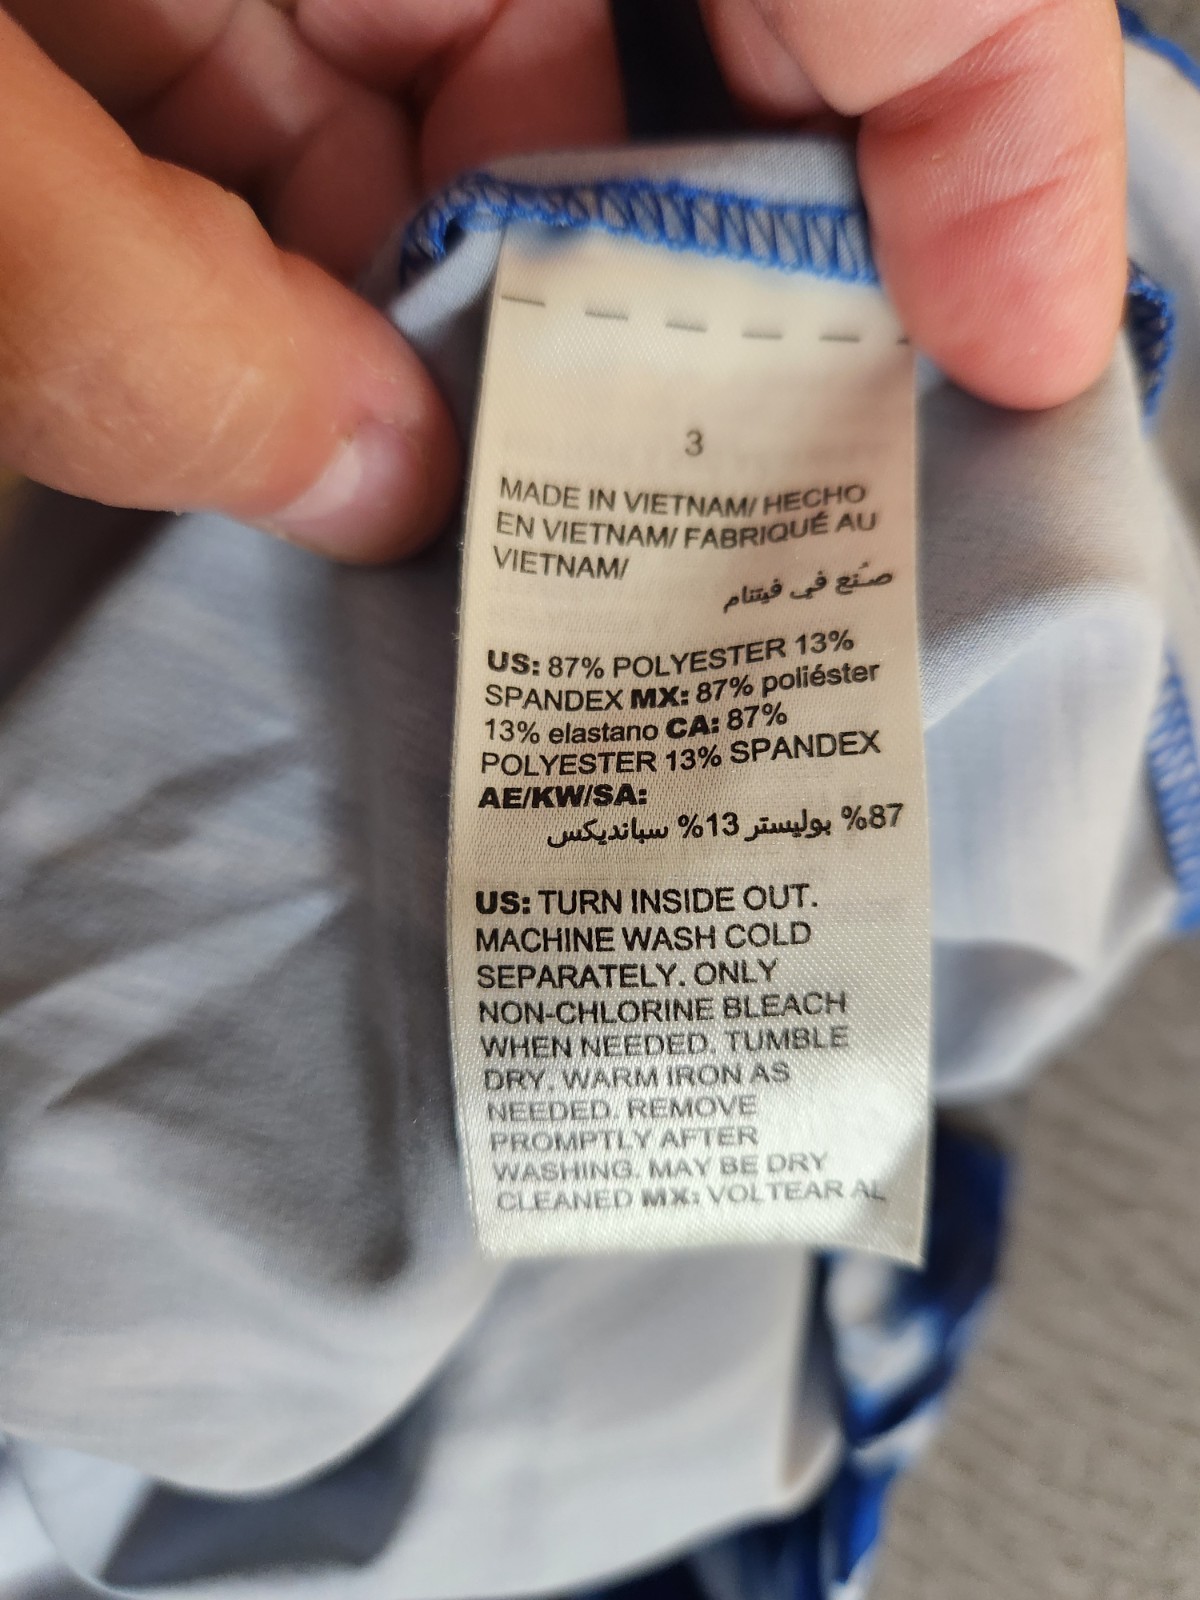 3
MADE IN VIETNAM/ HECHO
EN VIETNAM/ FABRIQUÉ AU
VIETNAM/
صُنع في فيتنام
US: 87% POLYESTER 13%
SPANDEX MX: 87% poliéster
13% elastano CA: 87%
POLYESTER 13% SPANDEX
AE/KW/SA:
87% بوليستر 13% سبانديكس
US: TURN INSIDE OUT.
MACHINE WASH COLD
SEPARATELY. ONLY
NON-CHLORINE BLEACH
WHEN NEEDED. TUMBLE
DRY. WARM IRON AS
NEEDED. REMOVE
PROMPTLY AFTER
WASHING. MAY BE DRY
CLEANED MX: VOLTEAR AL